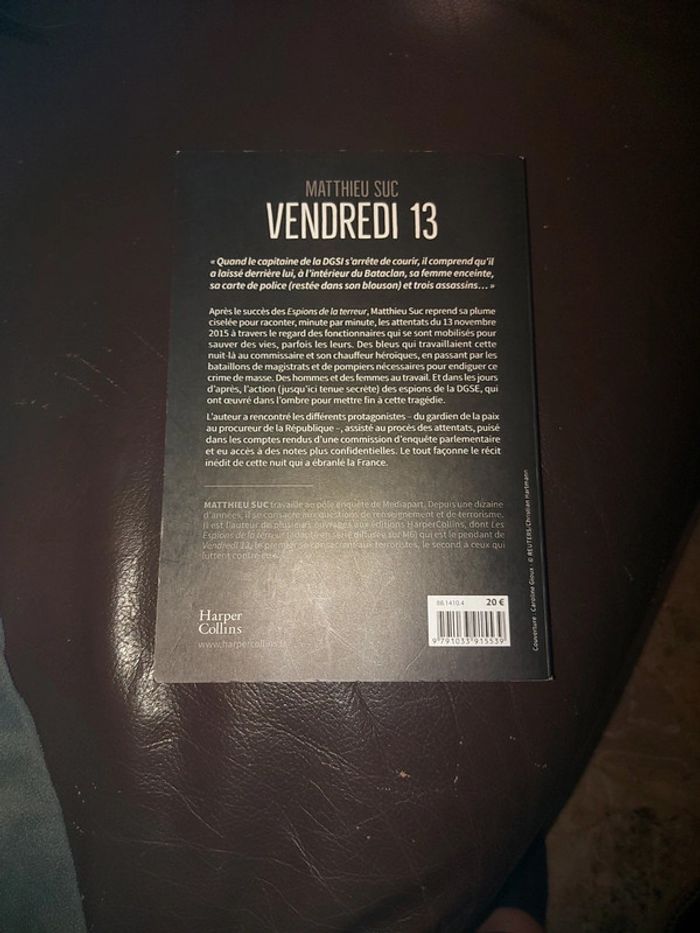 MATTHIEU SUC
VENDREDI 13
« Quand le capitaine de la DGSI s'arrête de courir, il comprend qu'il
a laissé derrière lui, à l'intérieur du Bataclan, sa femme enceinte,
sa carte de police (restée dans son blouson) et trois assassins... »
Après le succès des Espions de la terreur, Matthieu Suc reprend sa plume
ciselée pour raconter, minute par minute, les attentats du 13 novembre
2015 à travers le regard des fonctionnaires qui se sont mobilisés pour
sauver des vies, parfois les leurs. Des bleus qui travaillaient cette
nuit-là au commissaire et son chauffeur héroïques, en passant par les
bataillons de magistrats et de pompiers nécessaires pour endiguer ce
crime de masse. Des hommes et des femmes au travail. Et dans les jours
d'après, l'action (jusqu'ici tenue secrète) des espions de la DGSE, qui
ont œuvré dans l'ombre pour mettre fin à cette tragédie.
L'auteur a rencontré les différents protagonistes – du gardien de la paix
au procureur de la République –, assisté au procès des attentats, puisé
dans les comptes rendus d'une commission d'enquête parlementaire
et eu accès à des notes plus confidentielles. Le tout façonne le récit
inédit de cette nuit qui a ébranlé la France.
MATTHIEU SUC travaille au pôle enquête de Mediapart. Depuis une dizaine
d'années, il se consacre aux questions de renseignement et de terrorisme.
Il est l'auteur de plusieurs ouvrages aux éditions HarperCollins, dont Les
Espions de la terreur (adapté en série diffusée sur M6) qui est le pendant de
Vendredi 13, le premier se consacrant aux terroristes, le second à ceux qui
luttent contre eux.
Harper
Collins
www.harpercollins.fr
86.1410.4 20 €
9 791033 915539
Couverture : Caroline Gioux © REUTERS/Christian Hartmann